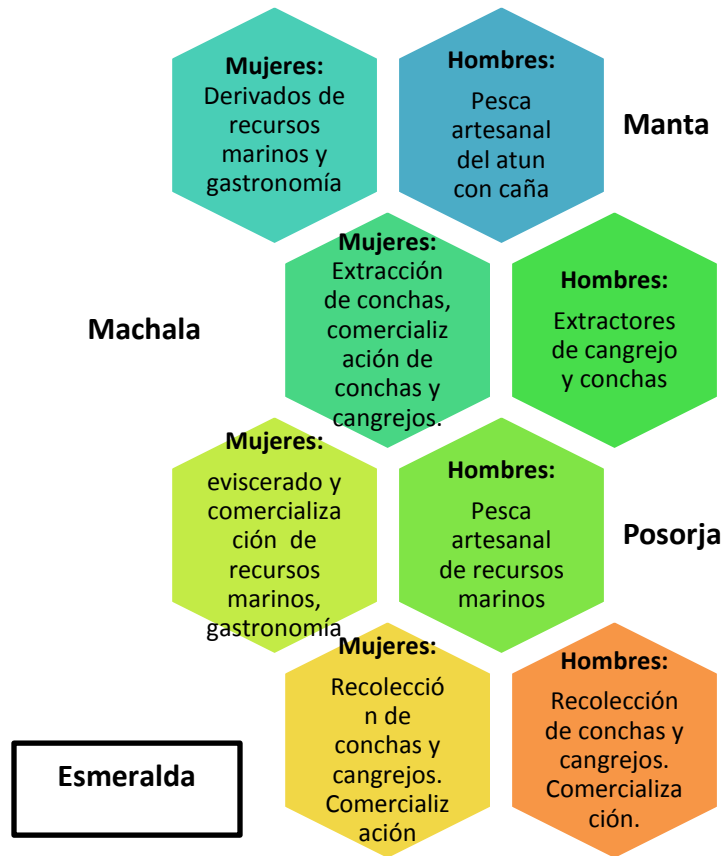 Mujeres:
Derivados de
recursos
marinos y
gastronomía
Hombres:
Pesca
artesanal
del atun
con caña
Manta
Machala
Mujeres:
Extracción
de conchas,
comercializ
ación de
conchas y
cangrejos.
Hombres:
Extractores
de cangrejo
y conchas
Mujeres:
eviscerado y
comercializa
ción de
recursos
marinos,
gastronomía
Hombres:
Pesca
artesanal
de recursos
marinos
Posorja
Esmeralda
Mujeres:
Recolecció
n de
conchas y
cangrejos.
Comercializ
ación
Hombres:
Recolección
de conchas y
cangrejos.
Comercializa
ción.